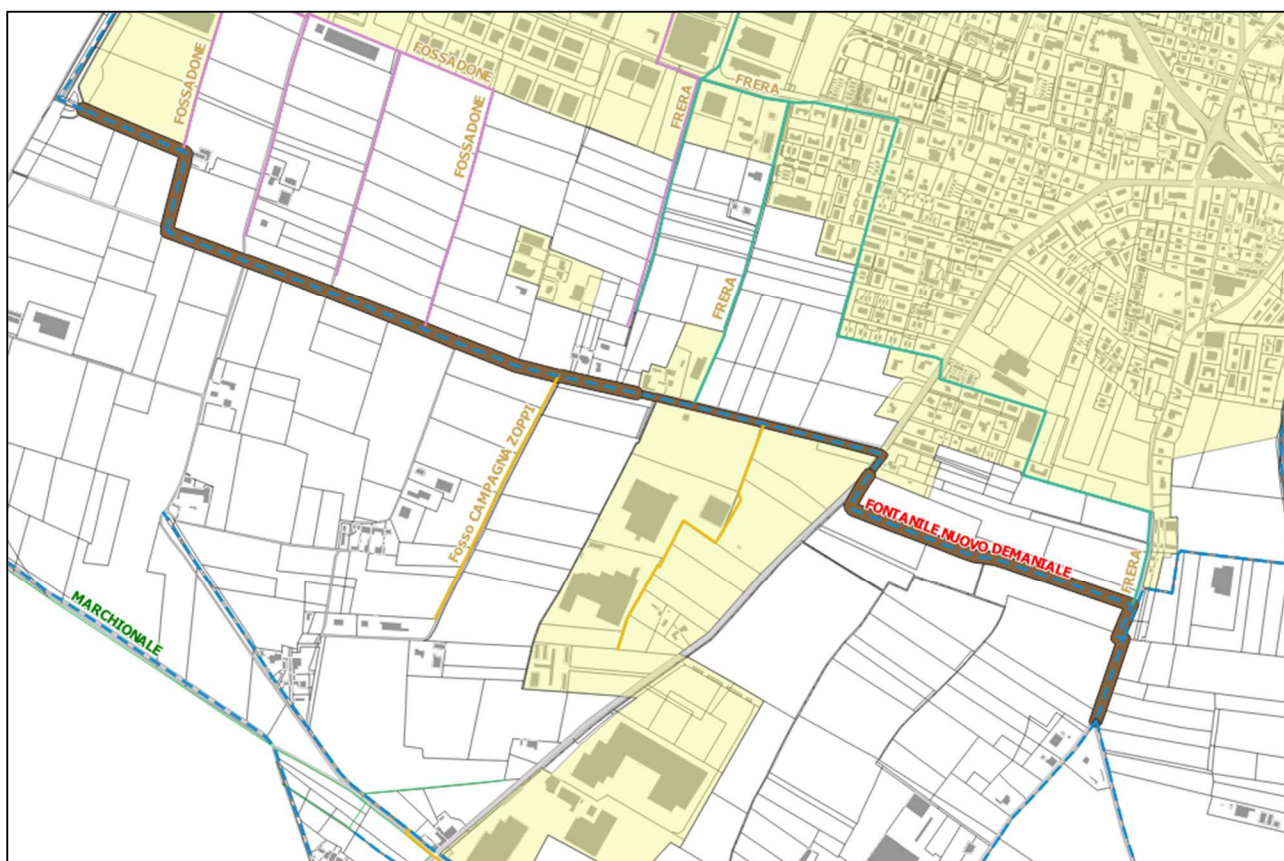 FOSSADONE
FOSSADONE
FOSSADONE
FRERA
FRERA
FRERA
Fosso CAMPAGNA ZOPPI
FONTANILE NUOVO DEMANIALE
FRERA
MARCHIONALE